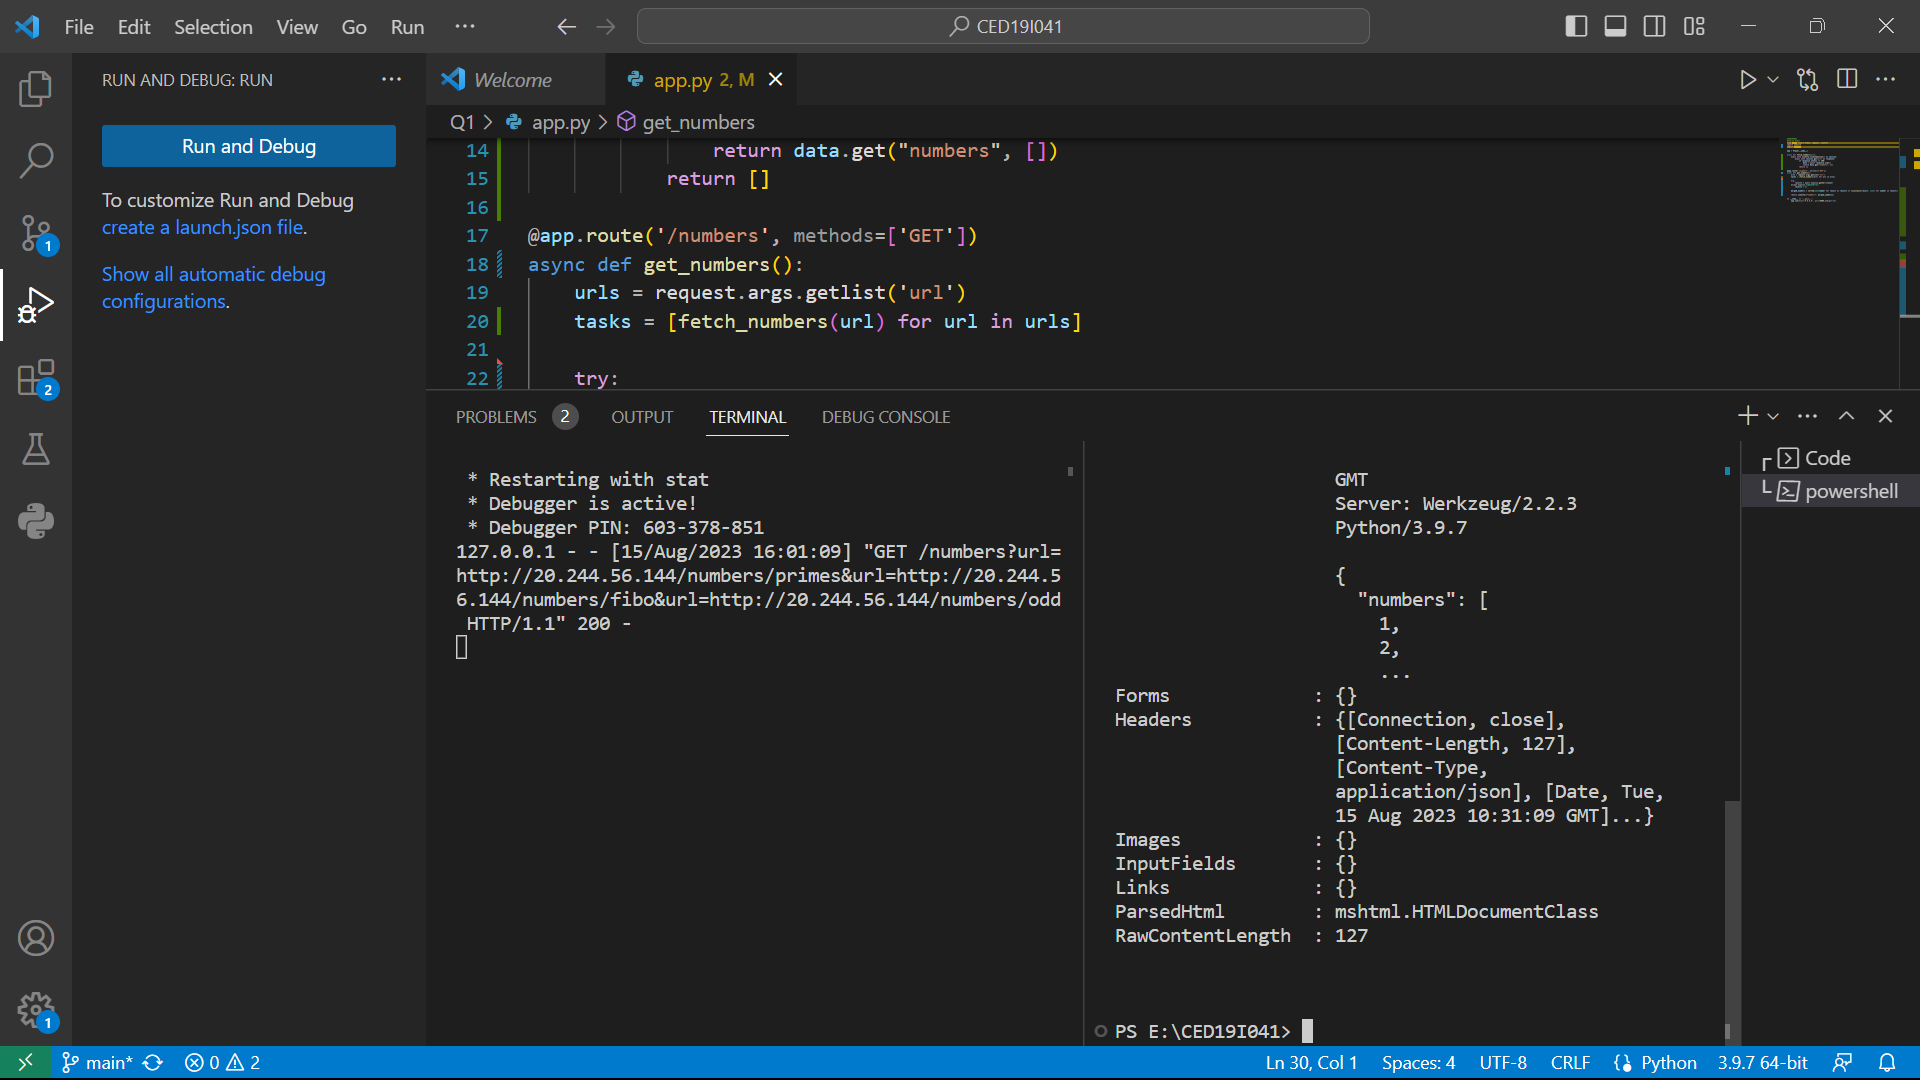 File Edit Selection View Go Run ··· CED19I041
RUN AND DEBUG: RUN ···
Run and Debug
To customize Run and Debug
create a launch.json file.
Show all automatic debug
configurations.
1
2
1
Welcome app.py 2, M
Q1 > app.py > get_numbers
14 return data.get("numbers", [])
15 return []
16
17 @app.route('/numbers', methods=['GET'])
18 async def get_numbers():
19 urls = request.args.getlist('url')
20 tasks = [fetch_numbers(url) for url in urls]
21
22 try:
PROBLEMS 2 OUTPUT TERMINAL DEBUG CONSOLE
* Restarting with stat
* Debugger is active!
* Debugger PIN: 603-378-851
127.0.0.1 - - [15/Aug/2023 16:01:09] "GET /numbers?url=
http://20.244.56.144/numbers/primes&url=http://20.244.5
6.144/numbers/fibo&url=http://20.244.56.144/numbers/odd
HTTP/1.1" 200 -
GMT
Server: Werkzeug/2.2.3
Python/3.9.7
{
"numbers": [
1,
2,
...
Forms : {}
Headers : {[Connection, close],
[Content-Length, 127],
[Content-Type,
application/json], [Date, Tue,
15 Aug 2023 10:31:09 GMT]...}
Images : {}
InputFields : {}
Links : {}
ParsedHtml : mshtml.HTMLDocumentClass
RawContentLength : 127
PS E:\CED19I041>
Code
powershell
main* 0 2 Ln 30, Col 1 Spaces: 4 UTF-8 CRLF Python 3.9.7 64-bit